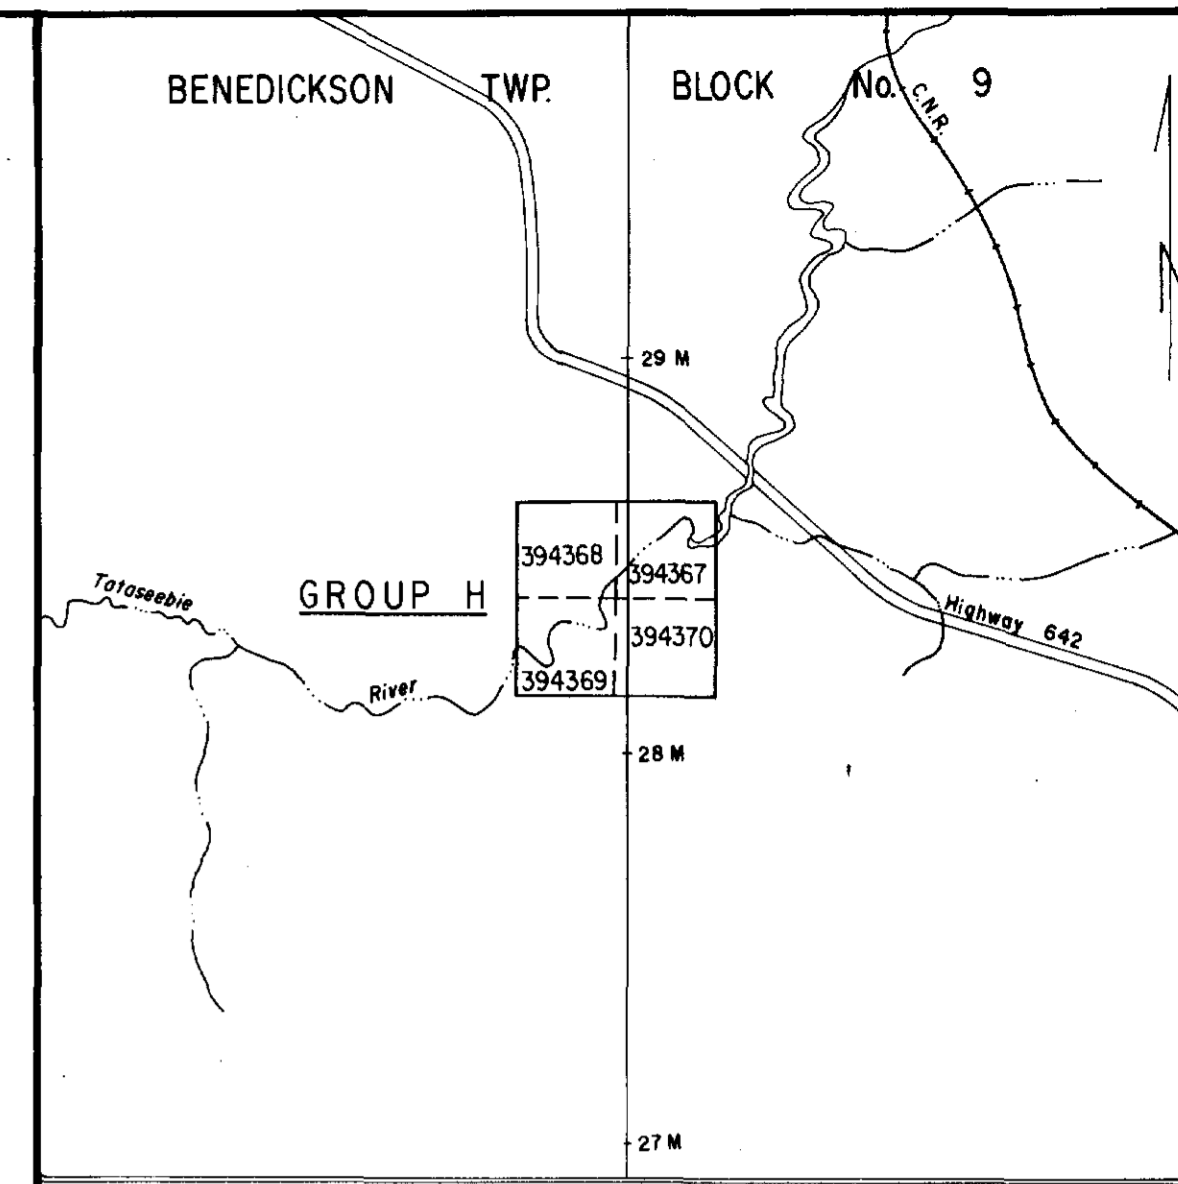 BENEDICKSON TWP. BLOCK No. 9
C.N.R.
29 M
394368
394367
Tataseebie
GROUP H
394370
Highway 642
394369
River
28 M
27 M
N